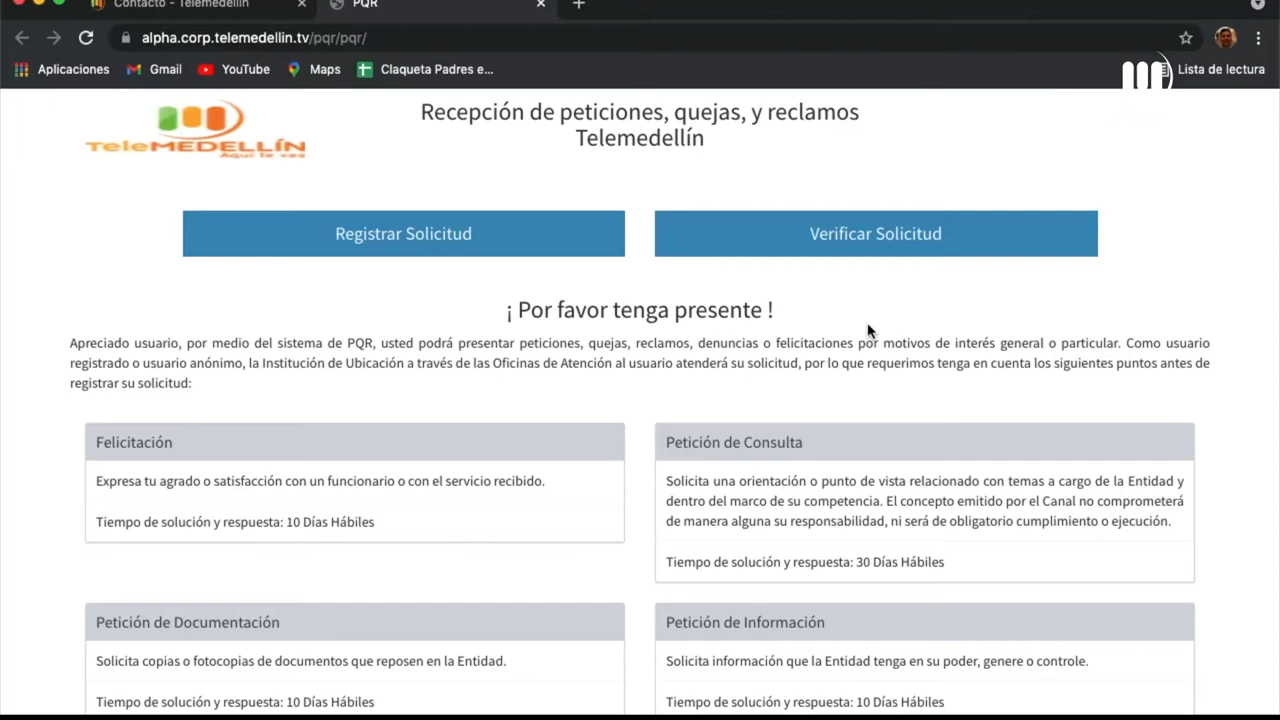 Contacto - Telemedellín
PQR
alpha.corp.telemedellin.tv/pqr/pqr/
Aplicaciones
Gmail
YouTube
Maps
Claqueta Padres e...
Lista de lectura
TeleMEDELLÍN
Aquí te ves
Recepción de peticiones, quejas, y reclamos
Telemedellín
Registrar Solicitud
Verificar Solicitud
¡ Por favor tenga presente !
Apreciado usuario, por medio del sistema de PQR, usted podrá presentar peticiones, quejas, reclamos, denuncias o felicitaciones por motivos de interés general o particular. Como usuario
registrado o usuario anónimo, la Institución de Ubicación a través de las Oficinas de Atención al usuario atenderá su solicitud, por lo que requerimos tenga en cuenta los siguientes puntos antes de
registrar su solicitud:
Felicitación
Expresa tu agrado o satisfacción con un funcionario o con el servicio recibido.
Tiempo de solución y respuesta: 10 Días Hábiles
Petición de Consulta
Solicita una orientación o punto de vista relacionado con temas a cargo de la Entidad y
dentro del marco de su competencia. El concepto emitido por el Canal no comprometerá
de manera alguna su responsabilidad, ni será de obligatorio cumplimiento o ejecución.
Tiempo de solución y respuesta: 30 Días Hábiles
Petición de Documentación
Solicita copias o fotocopias de documentos que reposen en la Entidad.
Tiempo de solución y respuesta: 10 Días Hábiles
Petición de Información
Solicita información que la Entidad tenga en su poder, genere o controle.
Tiempo de solución y respuesta: 10 Días Hábiles